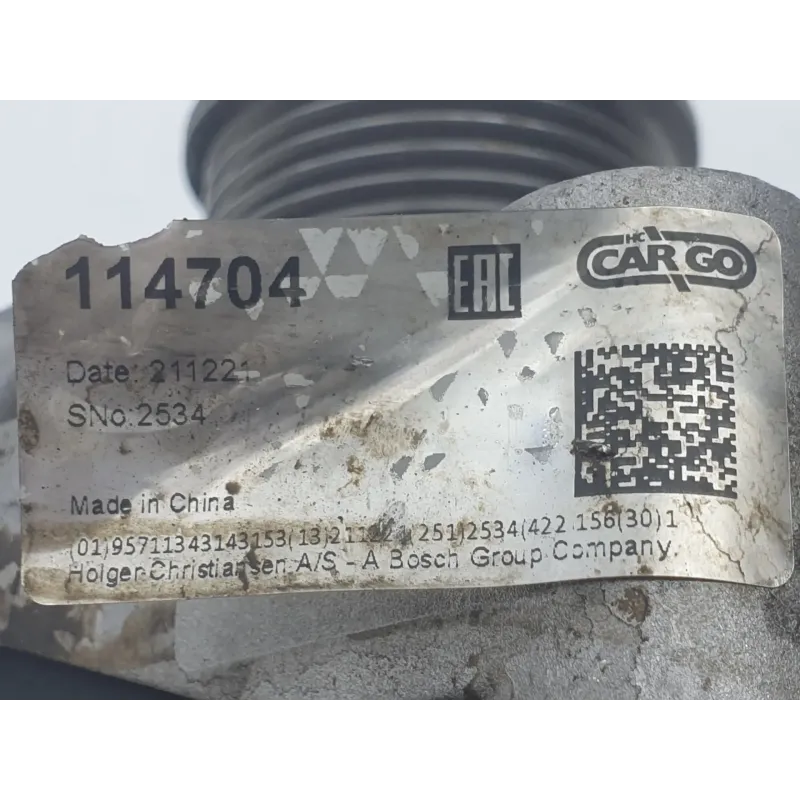 114704
EAC
HC
CARGO
Date: 211221
SNo:2534
Made in China
(01)95711343143153(13)211221(251)2534(422 156(30)1
Holger Christiansen A/S - A Bosch Group Company.